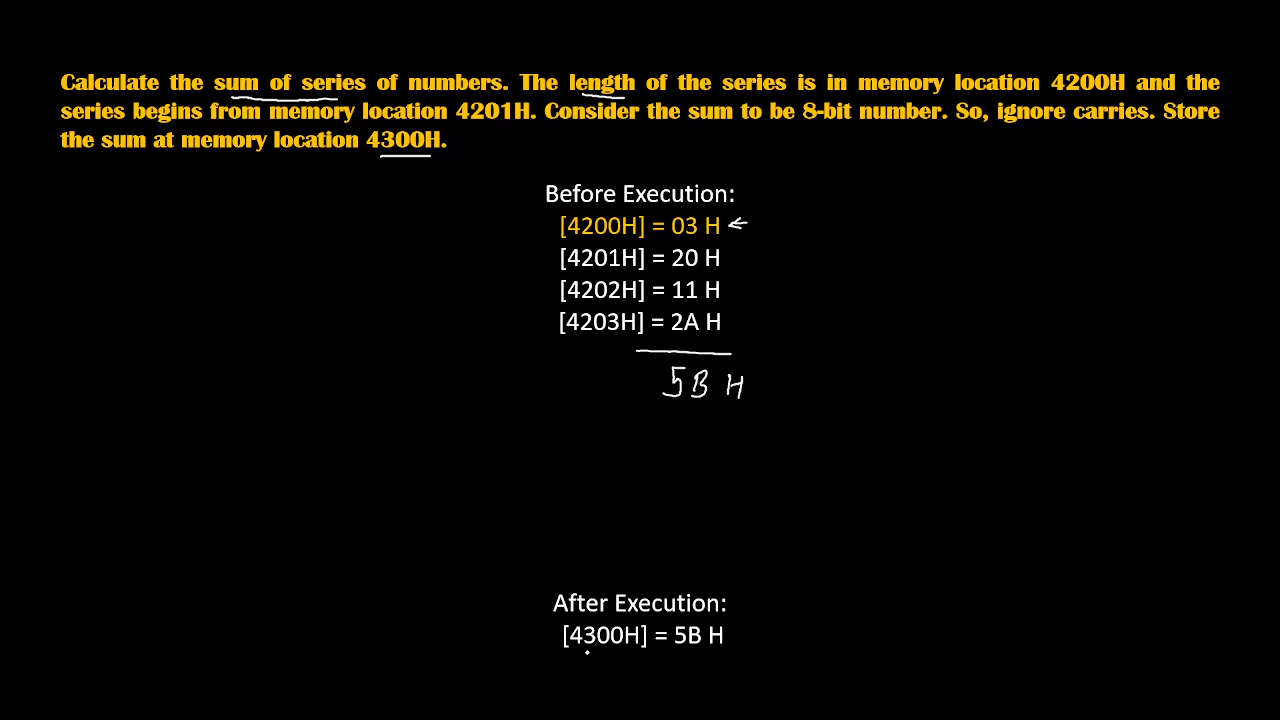 Calculate the sum of series of numbers. The length of the series is in memory location 4200H and the
series begins from memory location 4201H. Consider the sum to be 8-bit number. So, ignore carries. Store
the sum at memory location 4300H.
Before Execution:
[4200H] = 03 H
[4201H] = 20 H
[4202H] = 11 H
[4203H] = 2A H
5B H
After Execution:
[4300H] = 5B H